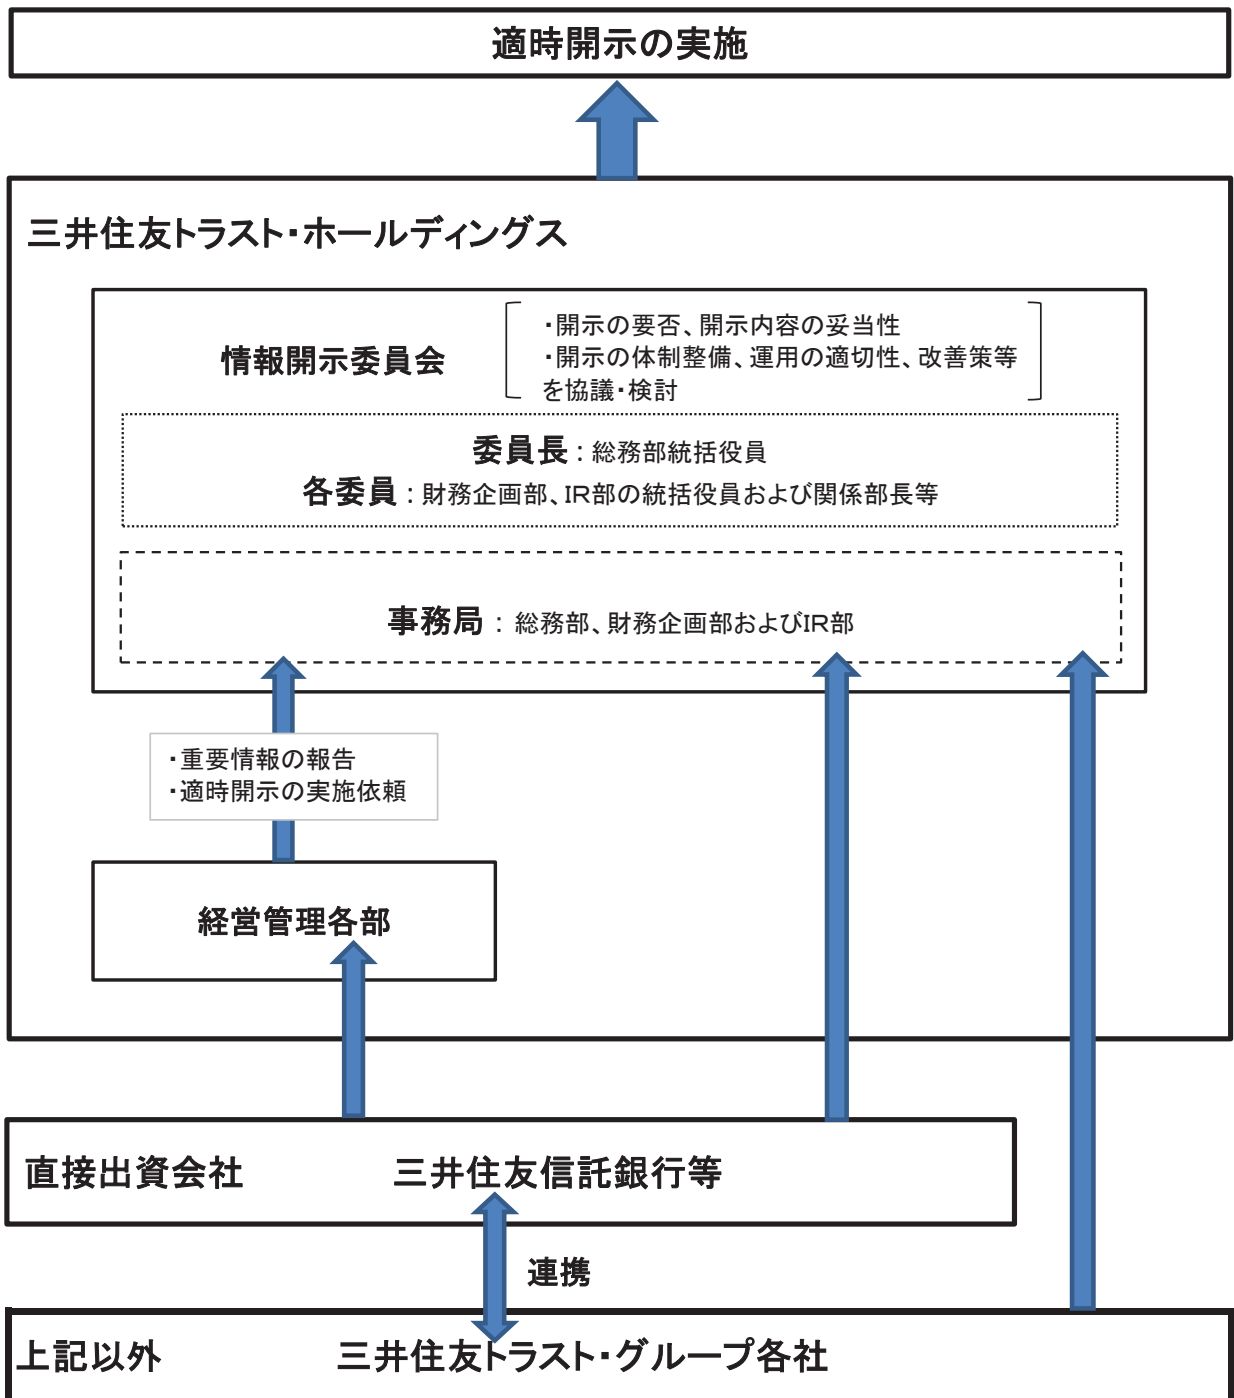 適時開示の実施
三井住友トラスト・ホールディングス
情報開示委員会
・開示の要否、開示内容の妥当性
・開示の体制整備、運用の適切性、改善策等
を協議・検討
委員長：総務部統括役員
各委員：財務企画部、IR部の統括役員および関係部長等
事務局：総務部、財務企画部およびIR部
・重要情報の報告
・適時開示の実施依頼
経営管理各部
直接出資会社 三井住友信託銀行等
連携
上記以外 三井住友トラスト・グループ各社